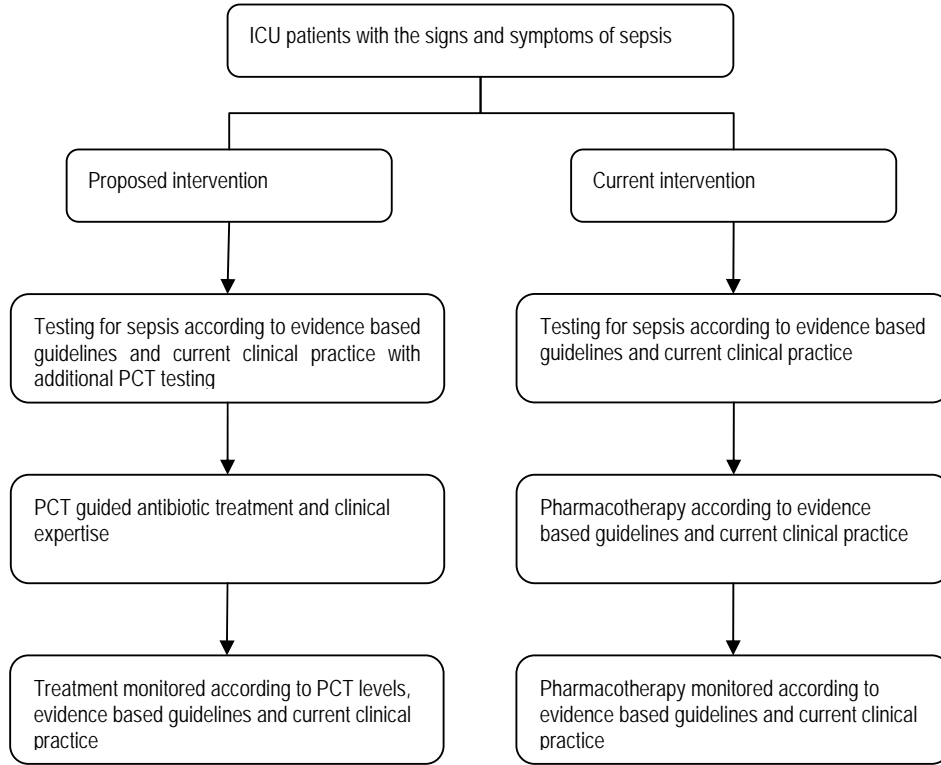 ICU patients with the signs and symptoms of sepsis
Proposed intervention
Current intervention
Testing for sepsis according to evidence based
guidelines and current clinical practice with
additional PCT testing
Testing for sepsis according to evidence based
guidelines and current clinical practice
PCT guided antibiotic treatment and clinical
expertise
Pharmacotherapy according to evidence
based guidelines and current clinical practice
Treatment monitored according to PCT levels,
evidence based guidelines and current clinical
practice
Pharmacotherapy monitored according to
evidence based guidelines and current clinical
practice